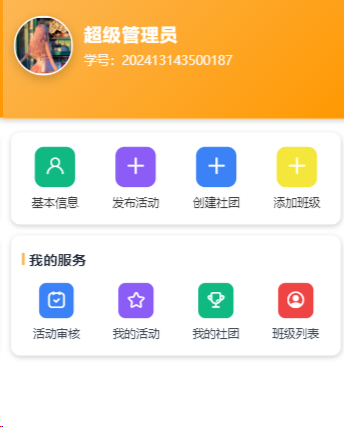 超级管理员
学号：202413143500187
基本信息 发布活动 创建社团 添加班级
我的服务
活动审核 我的活动 我的社团 班级列表